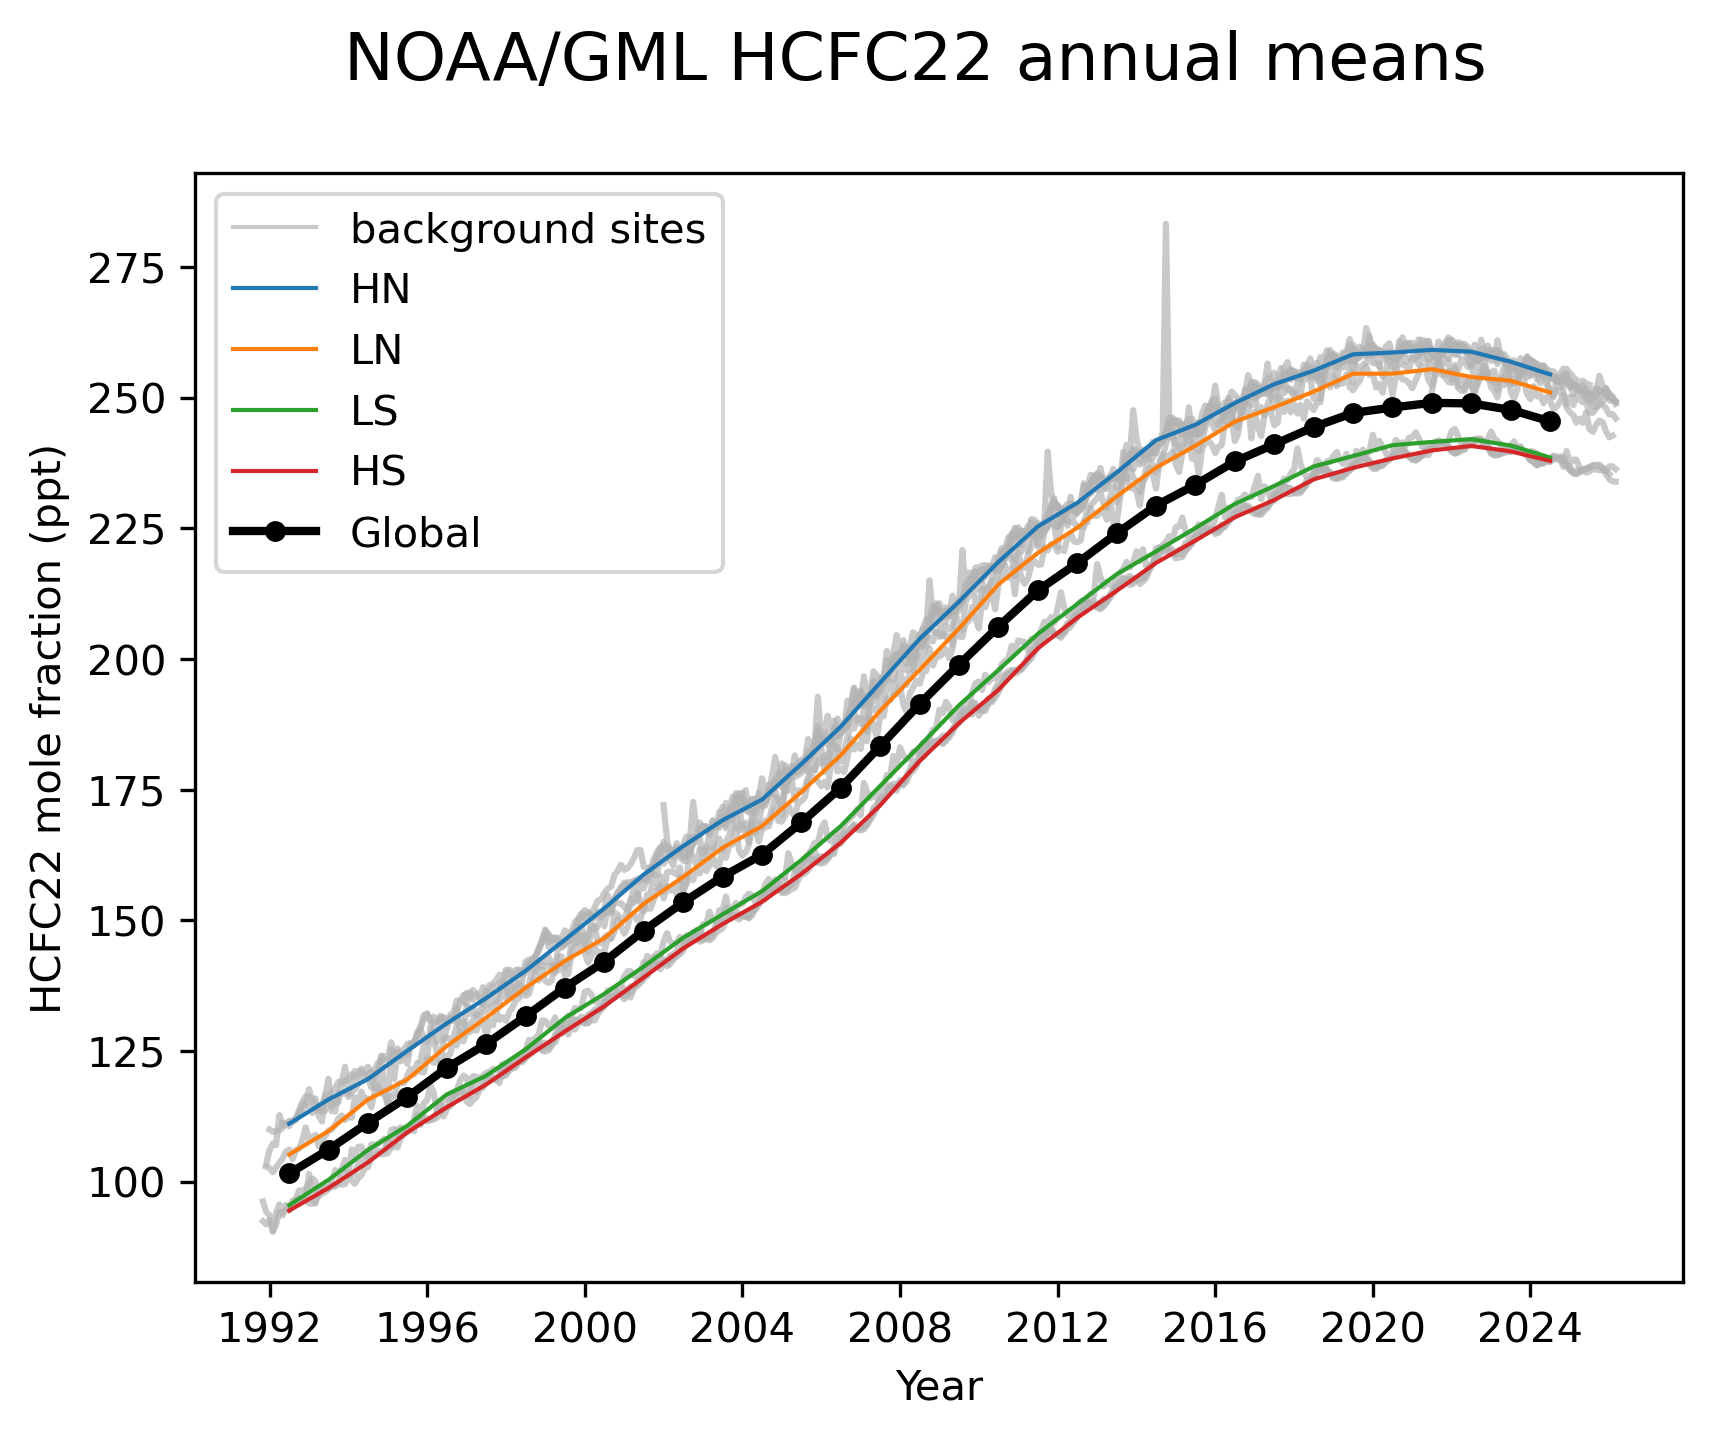 NOAA/GML HCFC22 annual means
background sites
HN
LN
LS
HS
Global
HCFC22 mole fraction (ppt)
275
250
225
200
175
150
125
100
1992 1996 2000 2004 2008 2012 2016 2020 2024
Year